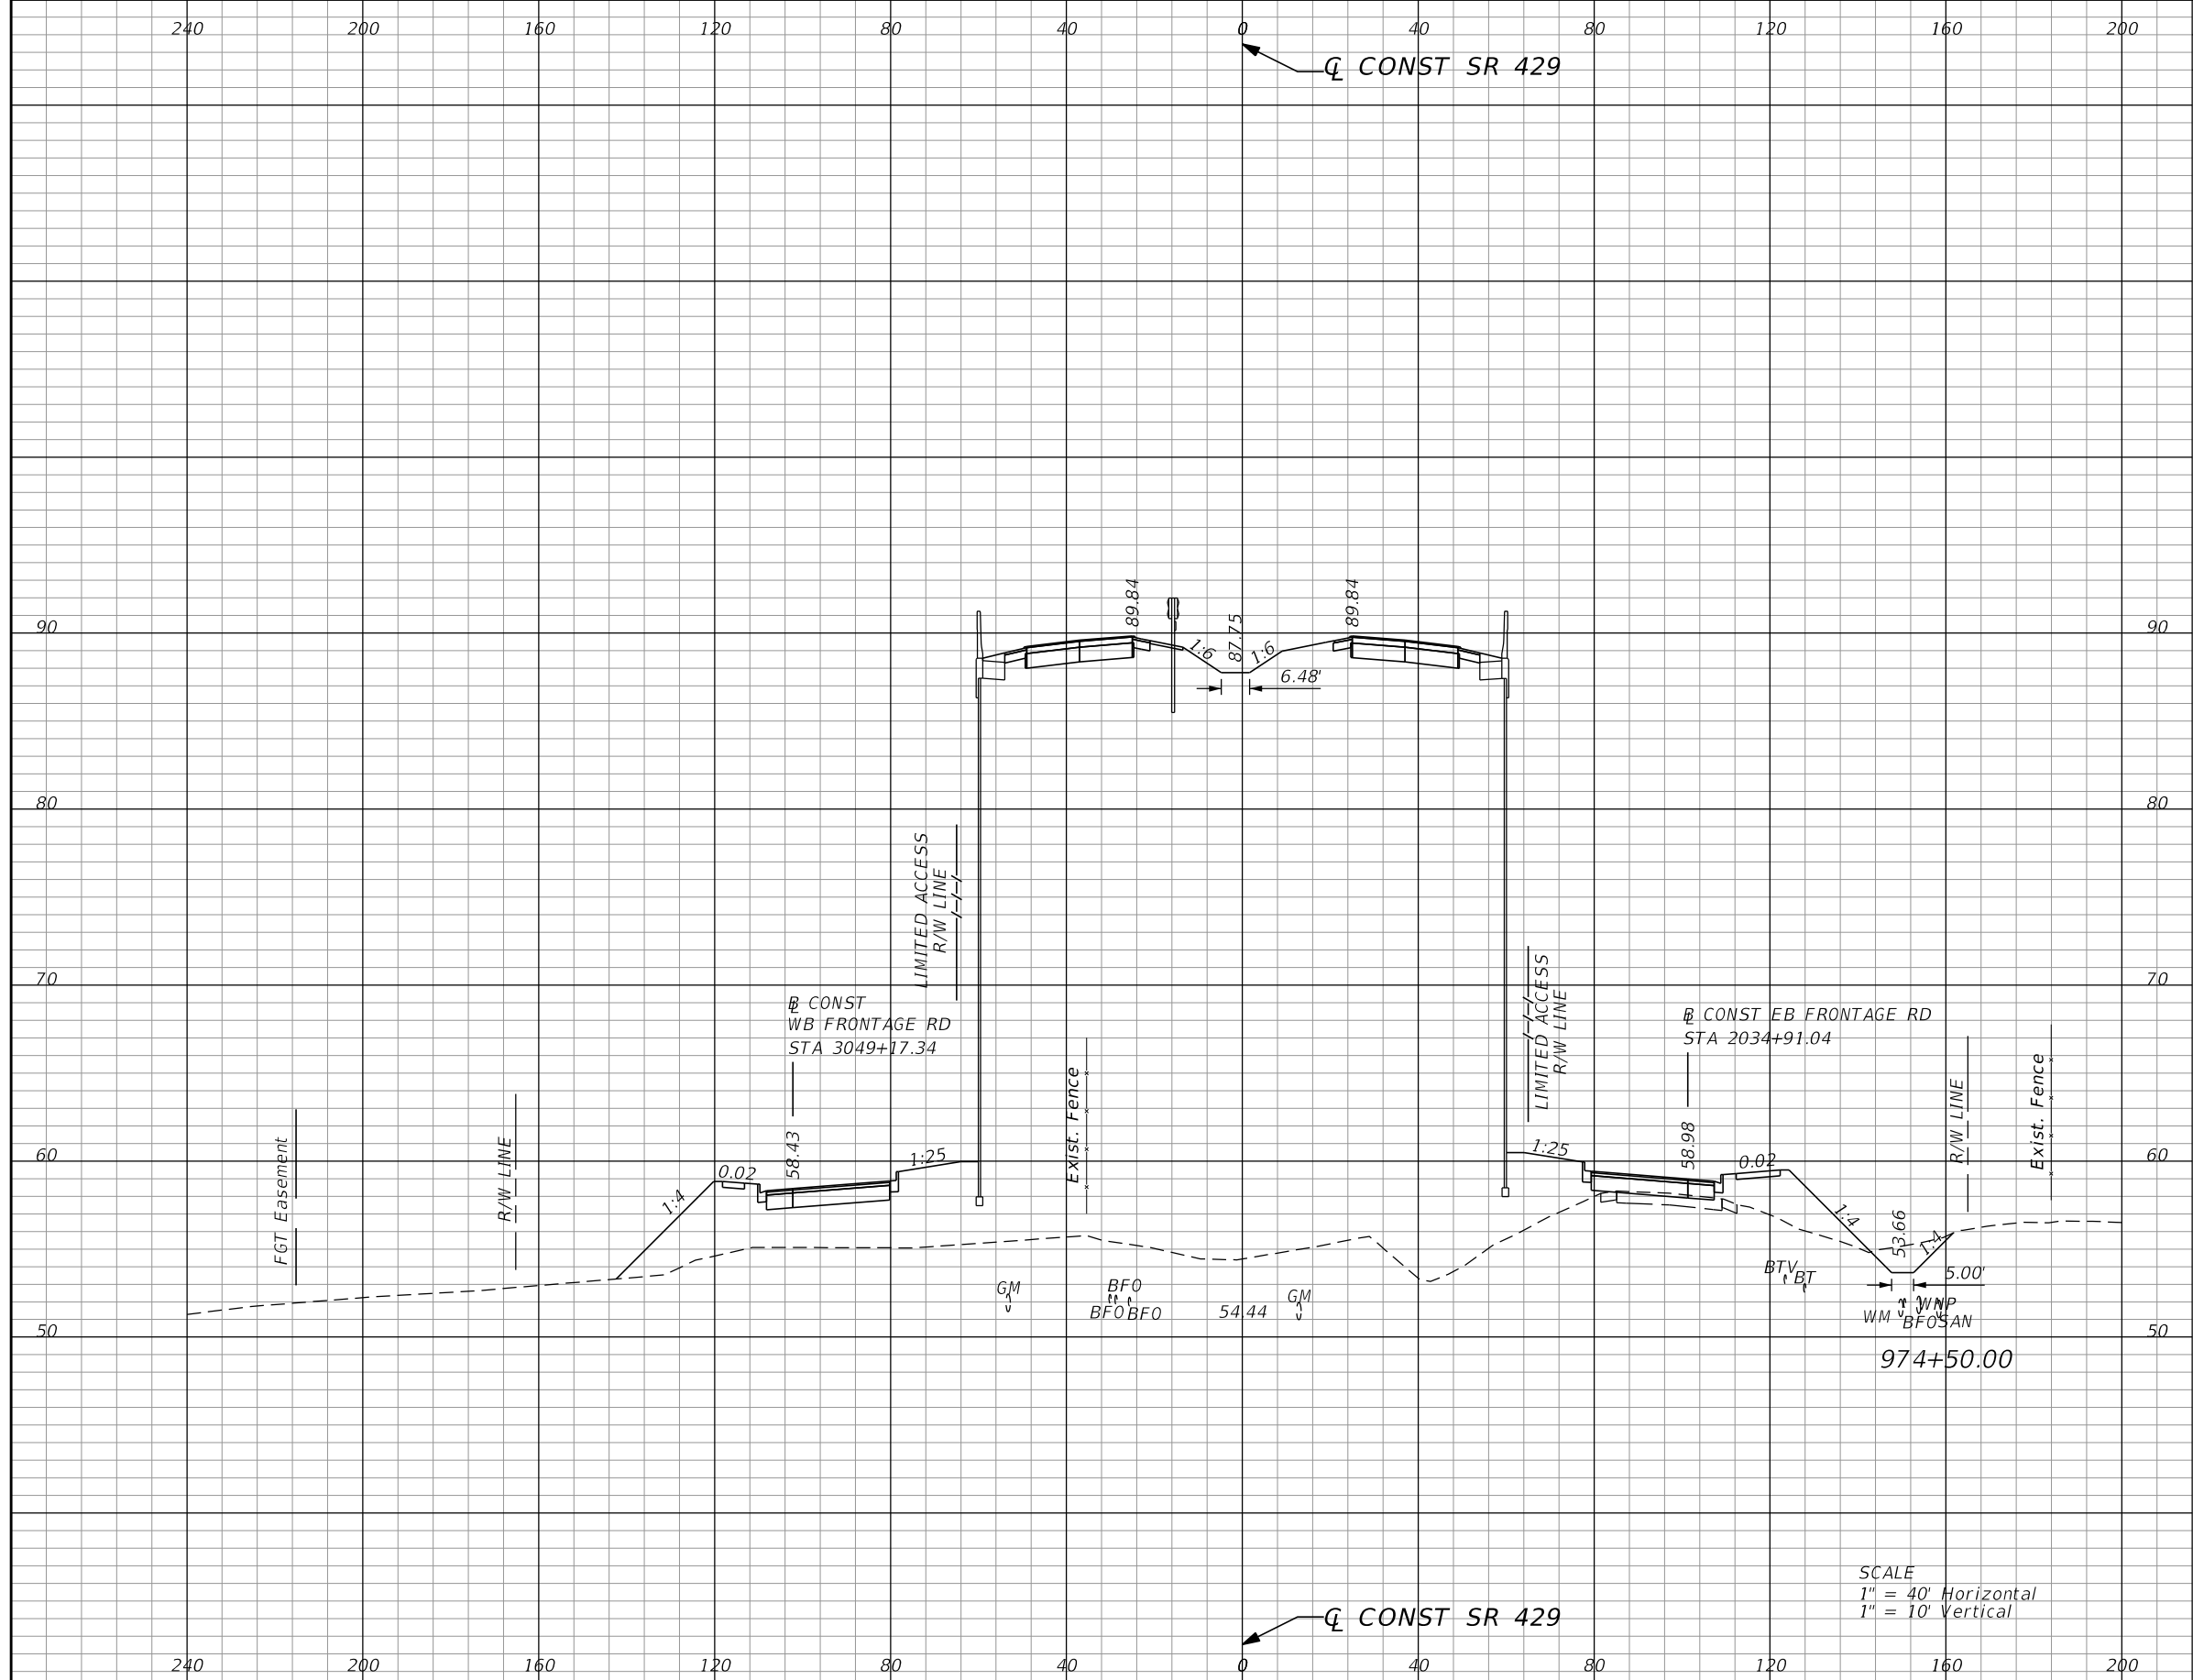 240 200 160 120 80 40 0 40 80 120 160 200
CL CONST SR 429
89.84
87.75
89.84
90 90
1:6
1:6
6.48'
80 80
LIMITED ACCESS
R/W LINE
70 70
BL CONST
WB FRONTAGE RD
STA 3049+17.34
LIMITED ACCESS
R/W LINE
BL CONST EB FRONTAGE RD
STA 2034+91.04
FGT Easement
R/W LINE
Exist. Fence
R/W LINE
Exist. Fence
60 60
1:4
0.02
58.43
1:25
1:25
58.98
0.02
1:4
53.66
1:4
5.00'
GM
BFO
BFO
BFO
54.44
GM
BTV
BT
WM
WNP
BFO
SAN
50 50
974+50.00
SCALE
1" = 40' Horizontal
1" = 10' Vertical
CL CONST SR 429
240 200 160 120 80 40 0 40 80 120 160 200